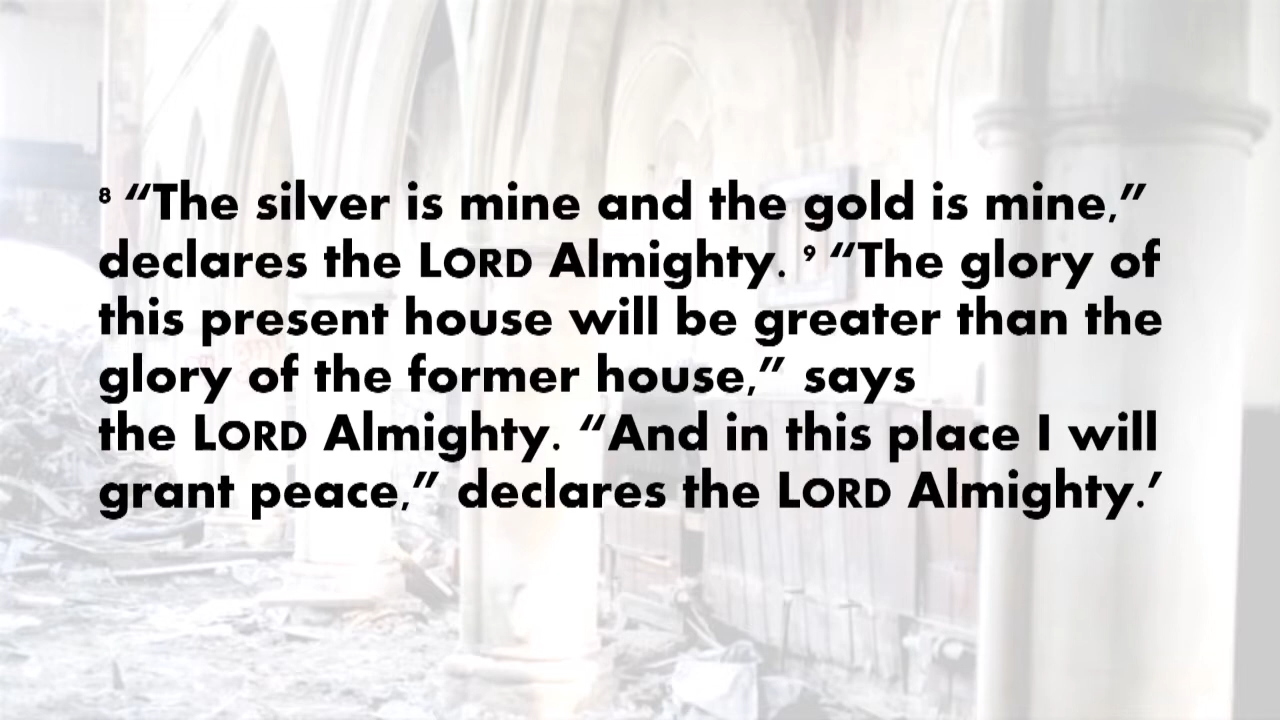 ⁸ “The silver is mine and the gold is mine,”
declares the LORD Almighty. ⁹ “The glory of
this present house will be greater than the
glory of the former house,” says
the LORD Almighty. “And in this place I will
grant peace,” declares the LORD Almighty.’